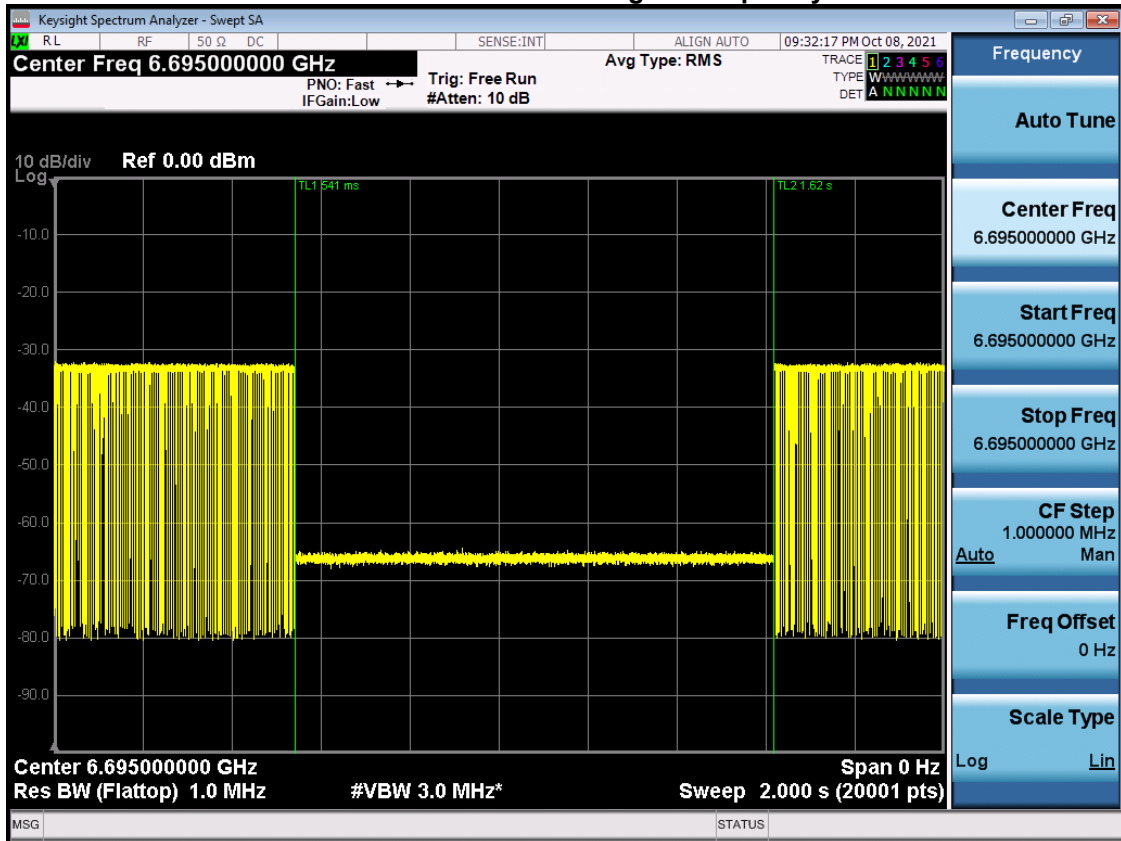 Keysight Spectrum Analyzer - Swept SA
LXI RL RF 50 Ω DC SENSE:INT ALIGN AUTO 09:32:17 PM Oct 08, 2021
Center Freq 6.695000000 GHz
PNO: Fast
IFGain:Low
Trig: Free Run
#Atten: 10 dB
Avg Type: RMS
TRACE 1 2 3 4 5 6
TYPE WWWWWWW
DET A N N N N N
10 dB/div Ref 0.00 dBm
Log
TL1 541 ms TL2 1.62 s
-10.0
-20.0
-30.0
-40.0
-50.0
-60.0
-70.0
-80.0
-90.0
Center 6.695000000 GHz Span 0 Hz
Res BW (Flattop) 1.0 MHz #VBW 3.0 MHz* Sweep 2.000 s (20001 pts)
MSG STATUS
Frequency
Auto Tune
Center Freq
6.695000000 GHz
Start Freq
6.695000000 GHz
Stop Freq
6.695000000 GHz
CF Step
1.000000 MHz
Auto Man
Freq Offset
0 Hz
Scale Type
Log Lin